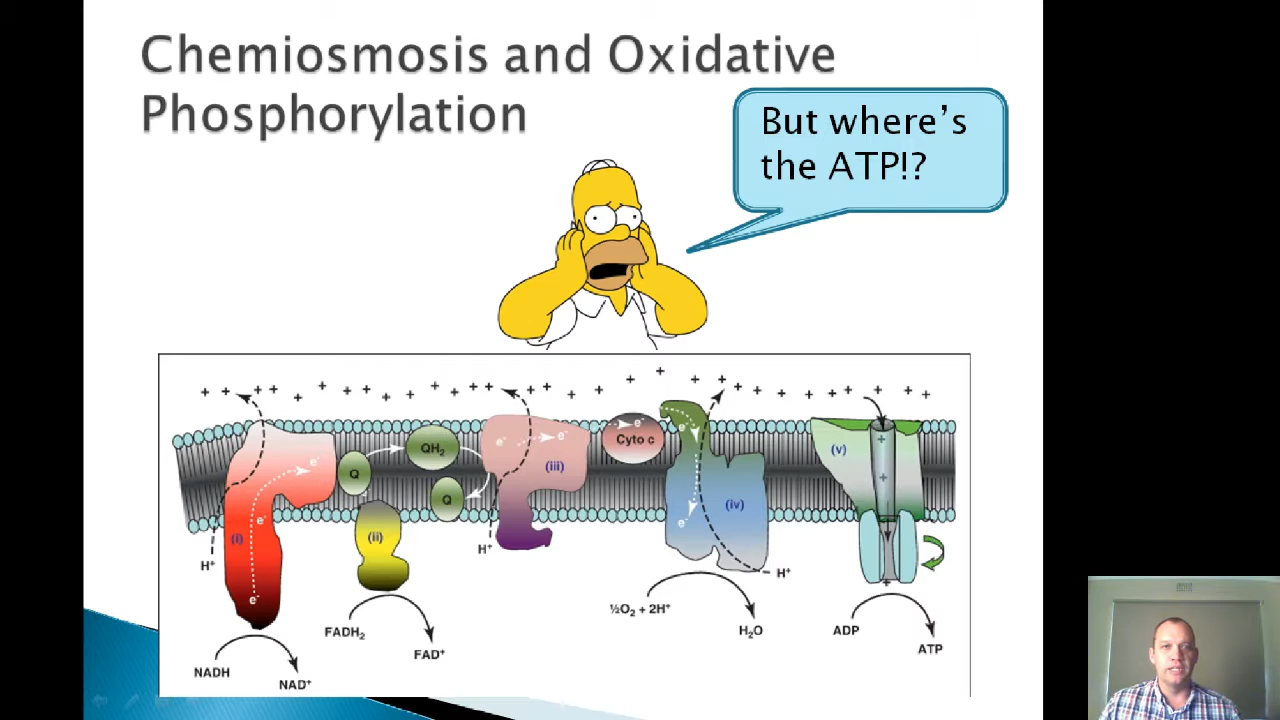 Chemiosmosis and Oxidative
Phosphorylation
But where's
the ATP!?
+ + + + + + + + + + + + + + + + + + + + + + + + + + + + +
Q
QH₂
Q
e-
e-
e-
(i)
H⁺
(ii)
e-
e-
(iii)
H⁺
e-
Cyto c
e-
e-
(iv)
H⁺
(v)
+
+
+
FADH₂
FAD⁺
NADH
NAD⁺
½O₂ + 2H⁺
H₂O
ADP
ATP